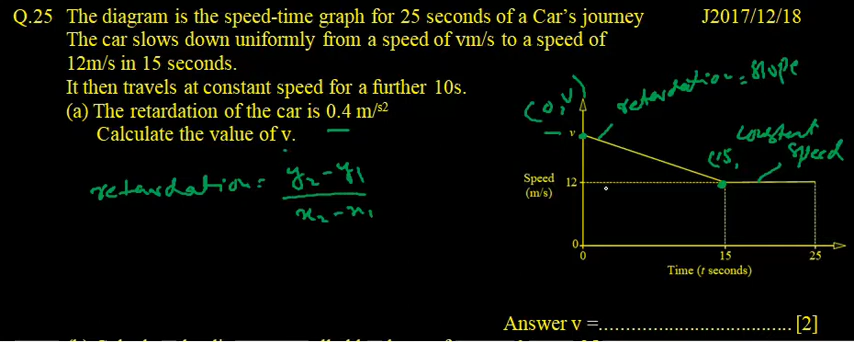 Q.25 The diagram is the speed-time graph for 25 seconds of a Car's journey J2017/12/18
The car slows down uniformly from a speed of vm/s to a speed of
12m/s in 15 seconds.
It then travels at constant speed for a further 10s.
(a) The retardation of the car is 0.4 m/s2
Calculate the value of v.
retardation = y2-y1
x2-x1
(0,v)
retardation = slope
constant
speed
(15,
v
Speed
(m/s)
12
0
0 15 25
Time (t seconds)
Answer v =.................................... [2]